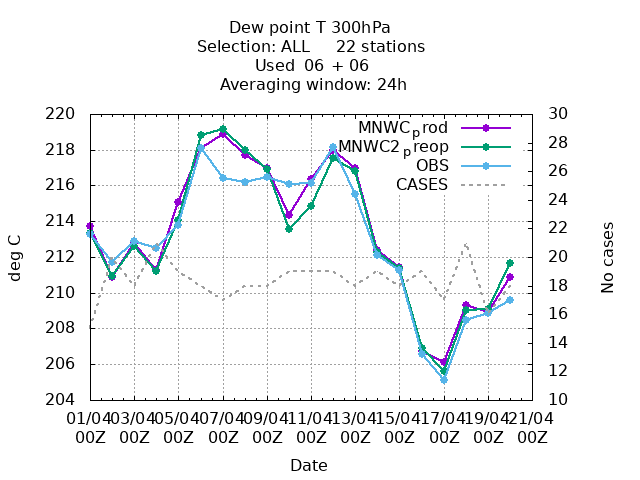 Dew point T 300hPa
Selection: ALL 22 stations
Used 06 + 06
Averaging window: 24h
220
218
216
214
212
210
208
206
204
deg C
30
28
26
24
22
20
18
16
14
12
10
No cases
MNWC_prod
MNWC2_preop
OBS
CASES
01/04 03/04 05/04 07/04 09/04 11/04 13/04 15/04 17/04 19/04 21/04
00Z 00Z 00Z 00Z 00Z 00Z 00Z 00Z 00Z 00Z 00Z
Date